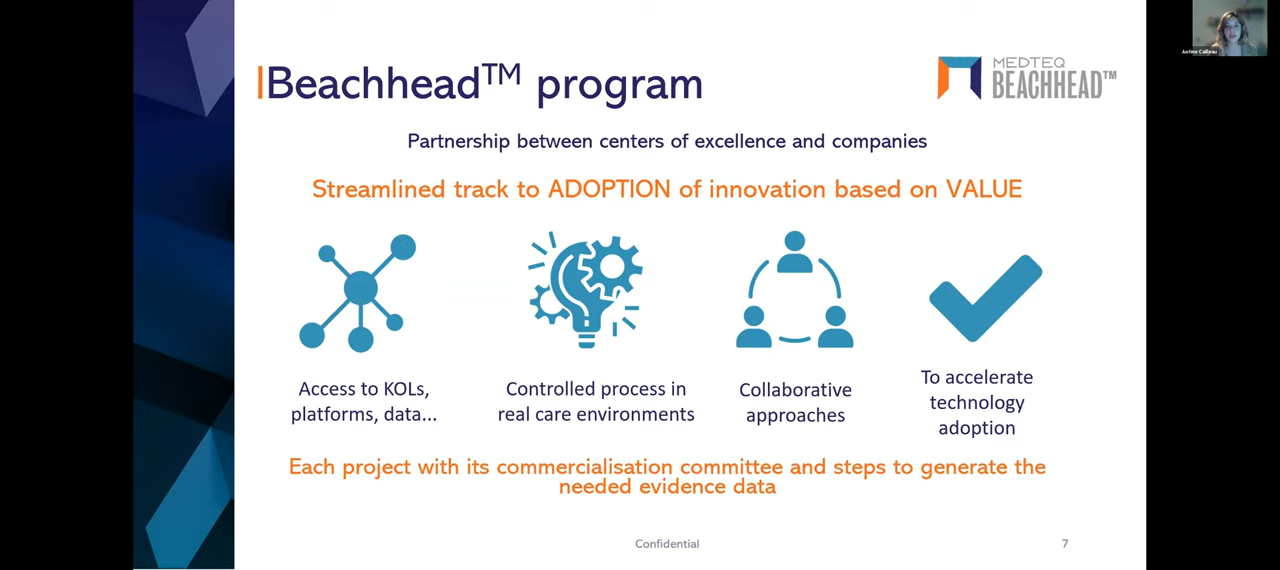 Beachhead™ program
MEDTEQ
BEACHHEAD™
Partnership between centers of excellence and companies
Streamlined track to ADOPTION of innovation based on VALUE
Access to KOLs,
platforms, data...
Controlled process in
real care environments
Collaborative
approaches
To accelerate
technology
adoption
Each project with its commercialisation committee and steps to generate the
needed evidence data
Confidential
7
Justine Cailleau